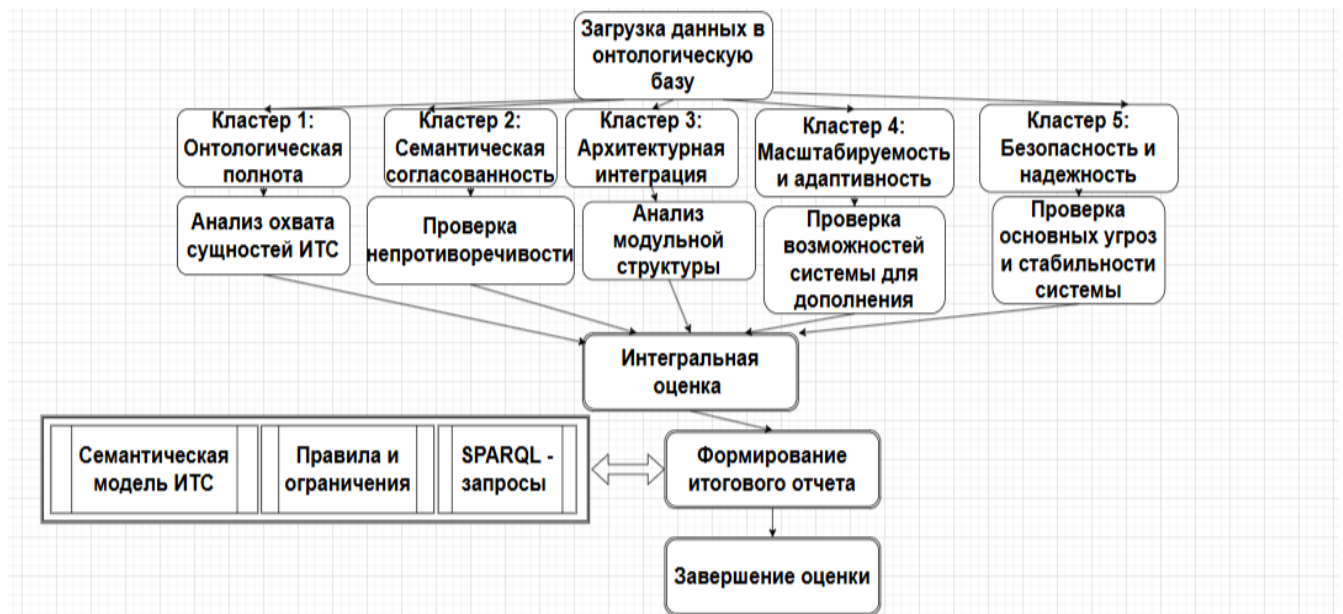 Загрузка данных в
онтологическую
базу
Кластер 1:
Онтологическая
полнота
Кластер 2:
Семантическая
согласованность
Кластер 3:
Архитектурная
интеграция
Кластер 4:
Масштабируемость
и адаптивность
Кластер 5:
Безопасность и
надежность
Анализ охвата
сущностей ИТС
Проверка
непротиворечивости
Анализ
модульной
структуры
Проверка
возможностей
системы для
дополнения
Проверка
основных угроз
и стабильности
системы
Интегральная
оценка
Семантическая
модель ИТС
Правила и
ограничения
SPARQL -
запросы
Формирование
итогового отчета
Завершение оценки